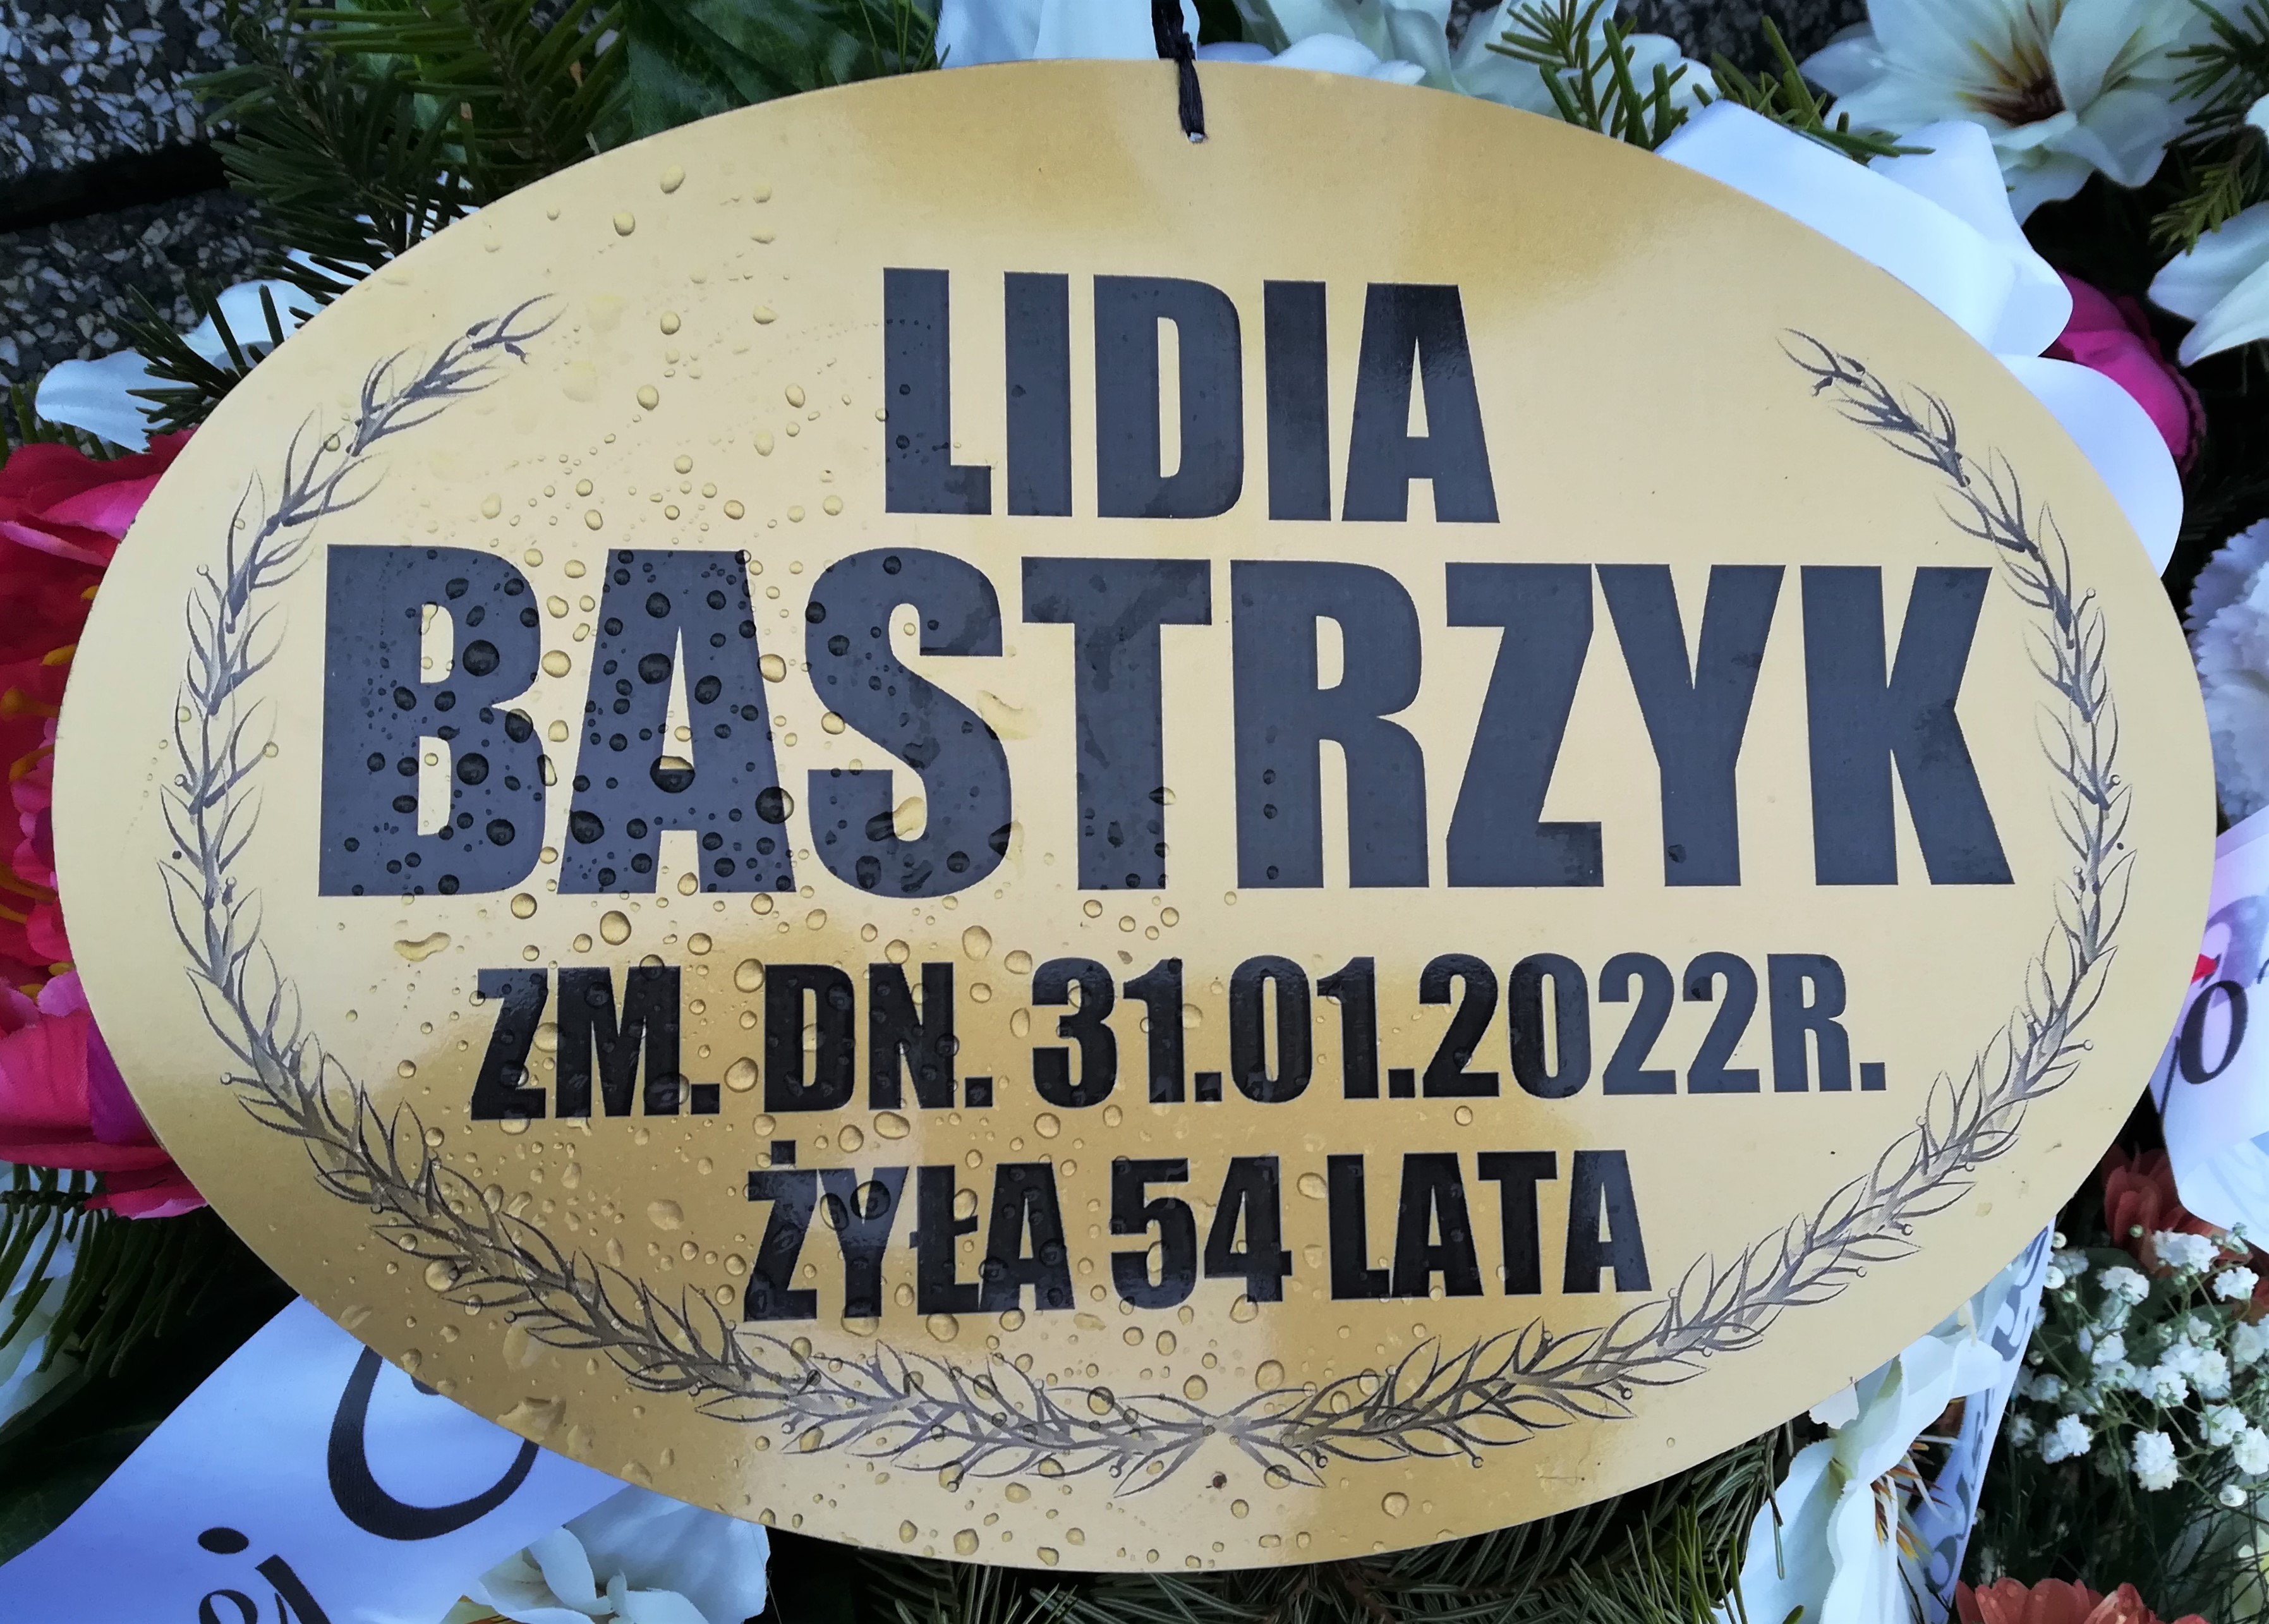 LIDIA
BASTRZYK
ZM. DN. 31.01.2022R.
ŻYŁA 54 LATA